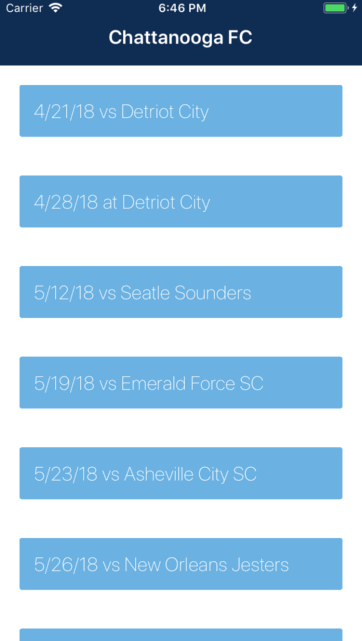 Carrier 6:46 PM
Chattanooga FC
4/21/18 vs Detriot City
4/28/18 at Detriot City
5/12/18 vs Seatle Sounders
5/19/18 vs Emerald Force SC
5/23/18 vs Asheville City SC
5/26/18 vs New Orleans Jesters